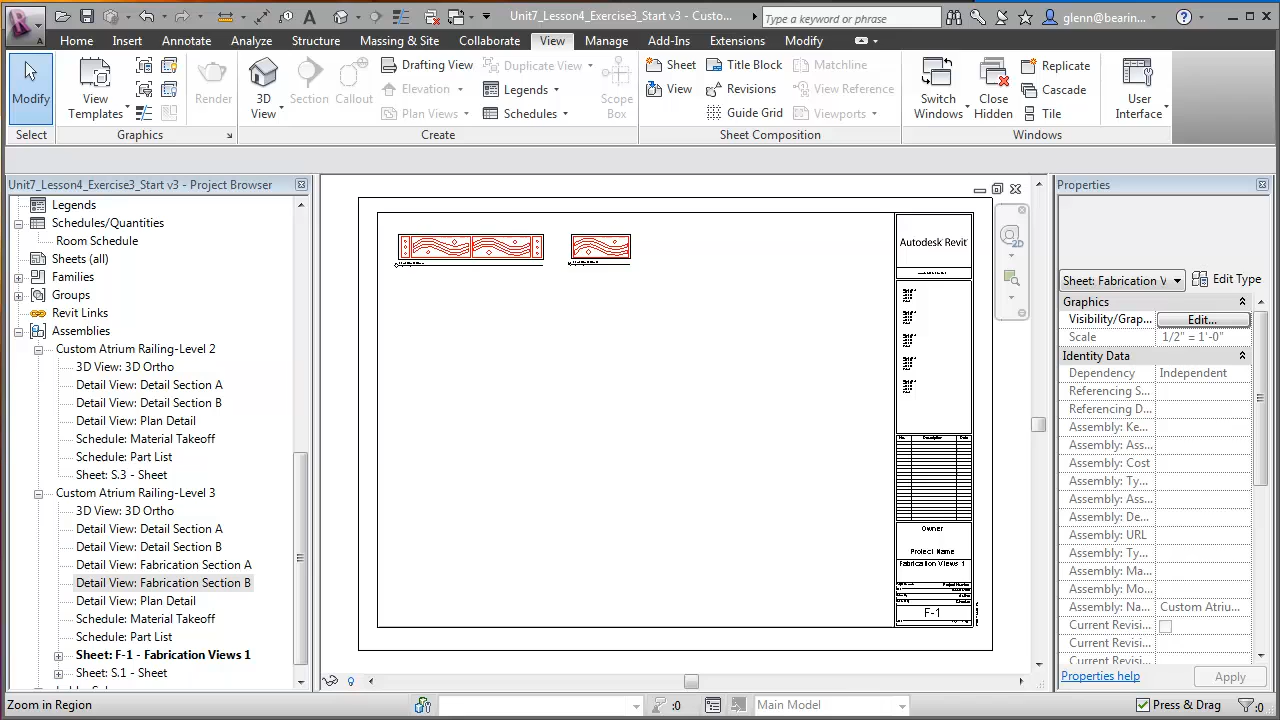 Unit7_Lesson4_Exercise3_Start v3 - Custo...
Type a keyword or phrase
glenn@bearin...
Home Insert Annotate Analyze Structure Massing & Site Collaborate View Manage Add-Ins Extensions Modify
Modify
View
Templates
Render
3D
View
Section
Callout
Drafting View
Elevation
Plan Views
Duplicate View
Legends
Schedules
Scope
Box
Sheet
View
Title Block
Revisions
Guide Grid
Matchline
View Reference
Viewports
Switch
Windows
Close
Hidden
Replicate
Cascade
Tile
User
Interface
Select Graphics Create Sheet Composition Windows
Unit7_Lesson4_Exercise3_Start v3 - Project Browser
Legends
Schedules/Quantities
Room Schedule
Sheets (all)
Families
Groups
Revit Links
Assemblies
Custom Atrium Railing-Level 2
3D View: 3D Ortho
Detail View: Detail Section A
Detail View: Detail Section B
Detail View: Plan Detail
Schedule: Material Takeoff
Schedule: Part List
Sheet: S.3 - Sheet
Custom Atrium Railing-Level 3
3D View: 3D Ortho
Detail View: Detail Section A
Detail View: Detail Section B
Detail View: Fabrication Section A
Detail View: Fabrication Section B
Detail View: Plan Detail
Schedule: Material Takeoff
Schedule: Part List
Sheet: F-1 - Fabrication Views 1
Sheet: S.1 - Sheet
Autodesk Revit
No. Description Date
Owner
Project Name
Fabrication Views 1
Project Number
F-1
2D
Properties
Sheet: Fabrication V
Edit Type
Graphics
Visibility/Grap... Edit...
Scale 1/2" = 1'-0"
Identity Data
Dependency Independent
Referencing S...
Referencing D...
Assembly: Ke...
Assembly: Ass...
Assembly: Cost
Assembly: Ty...
Assembly: Ass...
Assembly: De...
Assembly: URL
Assembly: Ty...
Assembly: Mo...
Assembly: Ma...
Assembly: Na... Custom Atriu...
Current Revisi...
Current Revisi...
Current Revisi...
Properties help
Apply
Zoom in Region
:0
Main Model
Press & Drag
:0